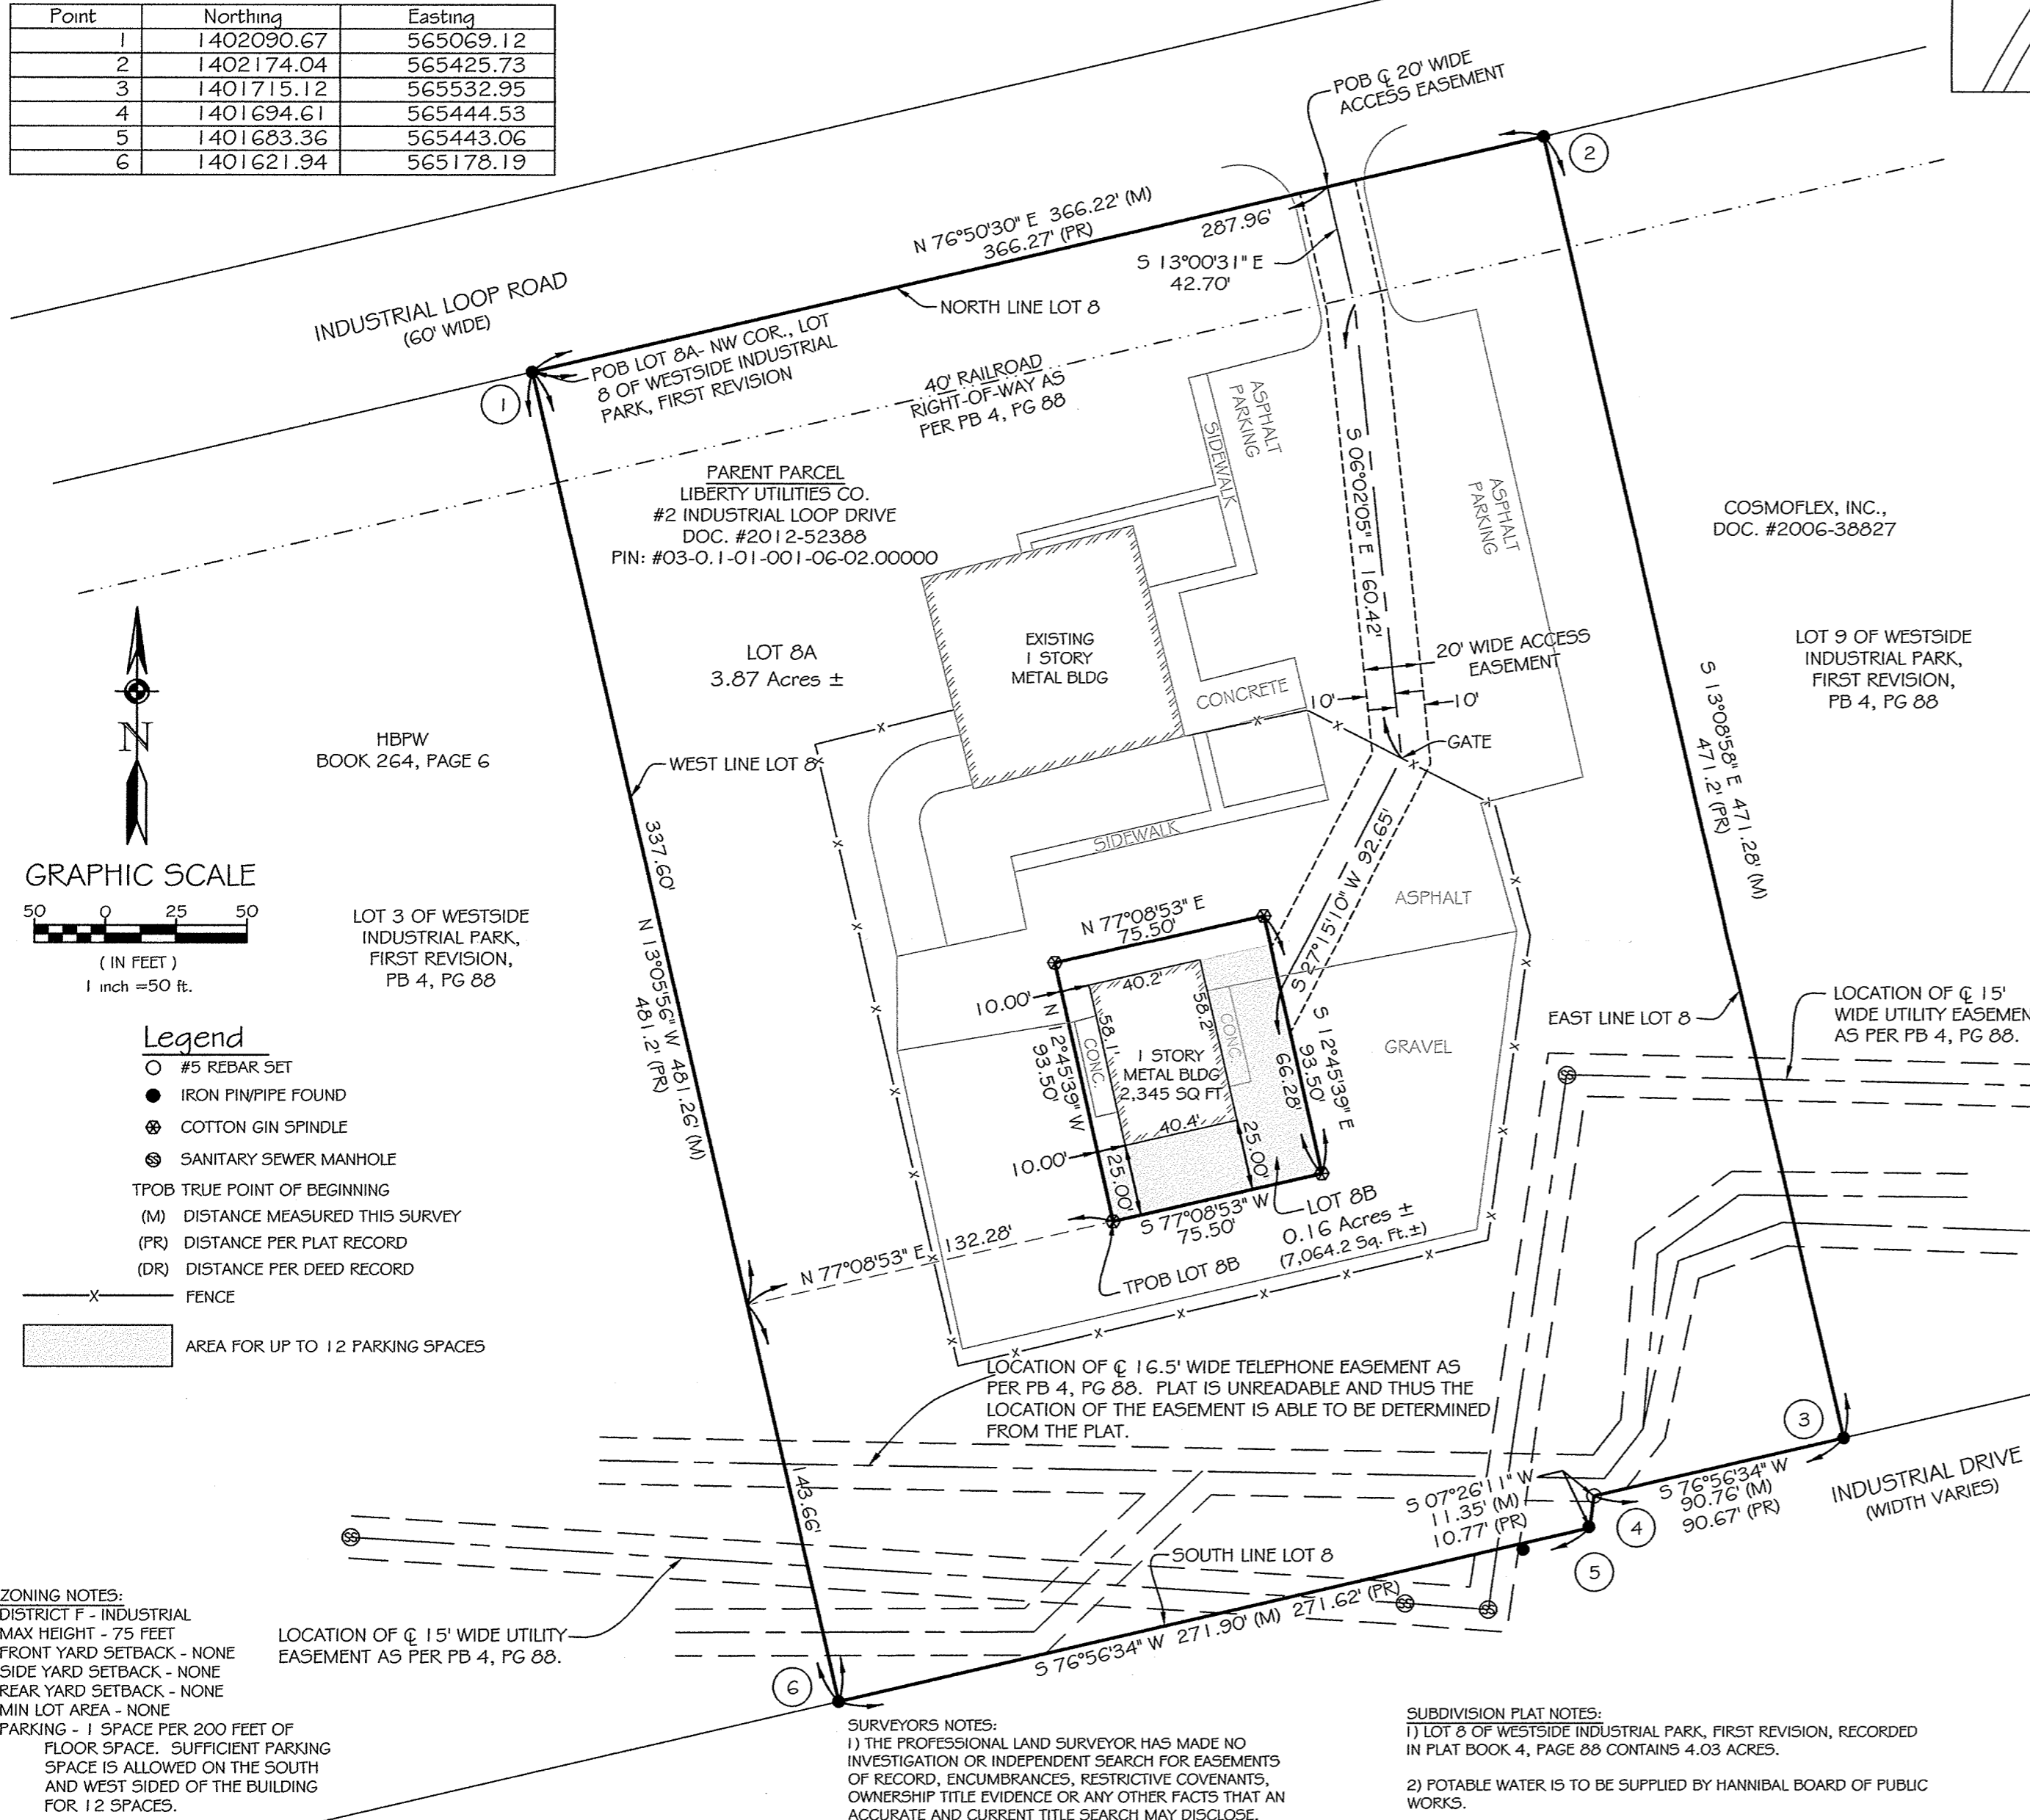 Point Northing Easting
1 1402090.67 565069.12
2 1402174.04 565425.73
3 1401715.12 565532.95
4 1401694.61 565444.53
5 1401683.36 565443.06
6 1401621.94 565178.19
POB ℄ 20' WIDE
ACCESS EASEMENT
2
N 76°50'30" E 366.22' (M)
366.27' (PR)
287.96'
S 13°00'31" E
42.70'
INDUSTRIAL LOOP ROAD
(60' WIDE)
NORTH LINE LOT 8
POB LOT 8A- NW COR., LOT
8 OF WESTSIDE INDUSTRIAL
PARK, FIRST REVISION
1
40' RAILROAD
RIGHT-OF-WAY AS
PER PB 4, PG 88
ASPHALT
PARKING
SIDEWALK
S 06°02'05" E 160.42'
ASPHALT
PARKING
PARENT PARCEL
LIBERTY UTILITIES CO.
#2 INDUSTRIAL LOOP DRIVE
DOC. #2012-52388
PIN: #03-0.1-01-001-06-02.00000
COSMOFLEX, INC.,
DOC. #2006-38827
LOT 8A
3.87 Acres ±
EXISTING
1 STORY
METAL BLDG
20' WIDE ACCESS
EASEMENT
LOT 9 OF WESTSIDE
INDUSTRIAL PARK,
FIRST REVISION,
PB 4, PG 88
CONCRETE
10'
10'
GATE
S 13°08'58" E 471.28' (M)
471.2' (PR)
N
HBPW
BOOK 264, PAGE 6
WEST LINE LOT 8
337.60'
SIDEWALK
GRAPHIC SCALE
50 0 25 50
( IN FEET )
1 inch =50 ft.
LOT 3 OF WESTSIDE
INDUSTRIAL PARK,
FIRST REVISION,
PB 4, PG 88
N 13°05'56" W 481.26' (M)
481.2' (PR)
S 27°15'10" W 92.65'
ASPHALT
N 77°08'53" E
75.50'
10.00'
40.2'
58.1'
58.2'
N 12°45'39" W
93.50'
CONC.
CONC.
1 STORY
METAL BLDG
2,345 SQ FT
S 12°45'39" E
93.50'
66.28'
GRAVEL
40.4'
10.00'
25.00'
25.00'
S 77°08'53" W
75.50'
LOT 8B
0.16 Acres ±
(7,064.2 Sq. Ft.±)
N 77°08'53" E 132.28'
TPOB LOT 8B
EAST LINE LOT 8
LOCATION OF ℄ 15'
WIDE UTILITY EASEMEN
AS PER PB 4, PG 88.
Legend
#5 REBAR SET
IRON PIN/PIPE FOUND
COTTON GIN SPINDLE
SS SANITARY SEWER MANHOLE
TPOB TRUE POINT OF BEGINNING
(M) DISTANCE MEASURED THIS SURVEY
(PR) DISTANCE PER PLAT RECORD
(DR) DISTANCE PER DEED RECORD
x FENCE
AREA FOR UP TO 12 PARKING SPACES
LOCATION OF ℄ 16.5' WIDE TELEPHONE EASEMENT AS
PER PB 4, PG 88. PLAT IS UNREADABLE AND THUS THE
LOCATION OF THE EASEMENT IS ABLE TO BE DETERMINED
FROM THE PLAT.
143.66'
3
S 76°56'34" W
90.76' (M)
90.67' (PR)
INDUSTRIAL DRIVE
(WIDTH VARIES)
S 07°26'11" W
11.35' (M)
10.77' (PR)
4
5
SOUTH LINE LOT 8
S 76°56'34" W 271.90' (M) 271.62' (PR)
6
LOCATION OF ℄ 15' WIDE UTILITY
EASEMENT AS PER PB 4, PG 88.
ZONING NOTES:
DISTRICT F - INDUSTRIAL
MAX HEIGHT - 75 FEET
FRONT YARD SETBACK - NONE
SIDE YARD SETBACK - NONE
REAR YARD SETBACK - NONE
MIN LOT AREA - NONE
PARKING - 1 SPACE PER 200 FEET OF
FLOOR SPACE. SUFFICIENT PARKING
SPACE IS ALLOWED ON THE SOUTH
AND WEST SIDED OF THE BUILDING
FOR 12 SPACES.
SURVEYORS NOTES:
1) THE PROFESSIONAL LAND SURVEYOR HAS MADE NO
INVESTIGATION OR INDEPENDENT SEARCH FOR EASEMENTS
OF RECORD, ENCUMBRANCES, RESTRICTIVE COVENANTS,
OWNERSHIP TITLE EVIDENCE OR ANY OTHER FACTS THAT AN
ACCURATE AND CURRENT TITLE SEARCH MAY DISCLOSE.
SUBDIVISION PLAT NOTES:
1) LOT 8 OF WESTSIDE INDUSTRIAL PARK, FIRST REVISION, RECORDED
IN PLAT BOOK 4, PAGE 88 CONTAINS 4.03 ACRES.
2) POTABLE WATER IS TO BE SUPPLIED BY HANNIBAL BOARD OF PUBLIC
WORKS.